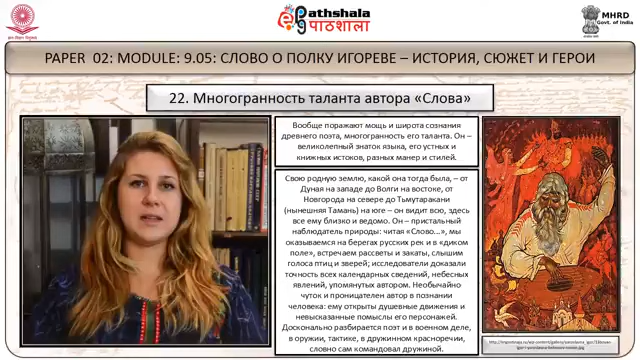 ePathshala
पाठशाला
MHRD
Govt. of India
PAPER 02: MODULE: 9.05: СЛОВО О ПОЛКУ ИГОРЕВЕ – ИСТОРИЯ, СЮЖЕТ И ГЕРОИ
22. Многогранность таланта автора «Слова»
Вообще поражают мощь и широта сознания
древнего поэта, многогранность его таланта. Он –
великолепный знаток языка, его устных и
книжных истоков, разных манер и стилей.
Свою родную землю, какой она тогда была, – от
Дуная на западе до Волги на востоке, от
Новгорода на севере до Тьмутаракани
(нынешняя Тамань) на юге – он видит всю, здесь
все ему близко и ведомо. Он – пристальный
наблюдатель природы: читая «Слово...», мы
оказываемся на берегах русских рек и в «диком
поле», встречаем рассветы и закаты, слышим
голоса птиц и зверей; исследователи доказали
точность всех календарных сведений, небесных
явлений, упомянутых автором. Необычайно
чуток и проницателен автор в познании
человека: ему открыты душевные движения и
невысказанные помыслы его персонажей.
Досконально разбирается поэт и в военном деле,
в оружии, тактике, в дружинном красноречии,
словно сам командовал дружиной.